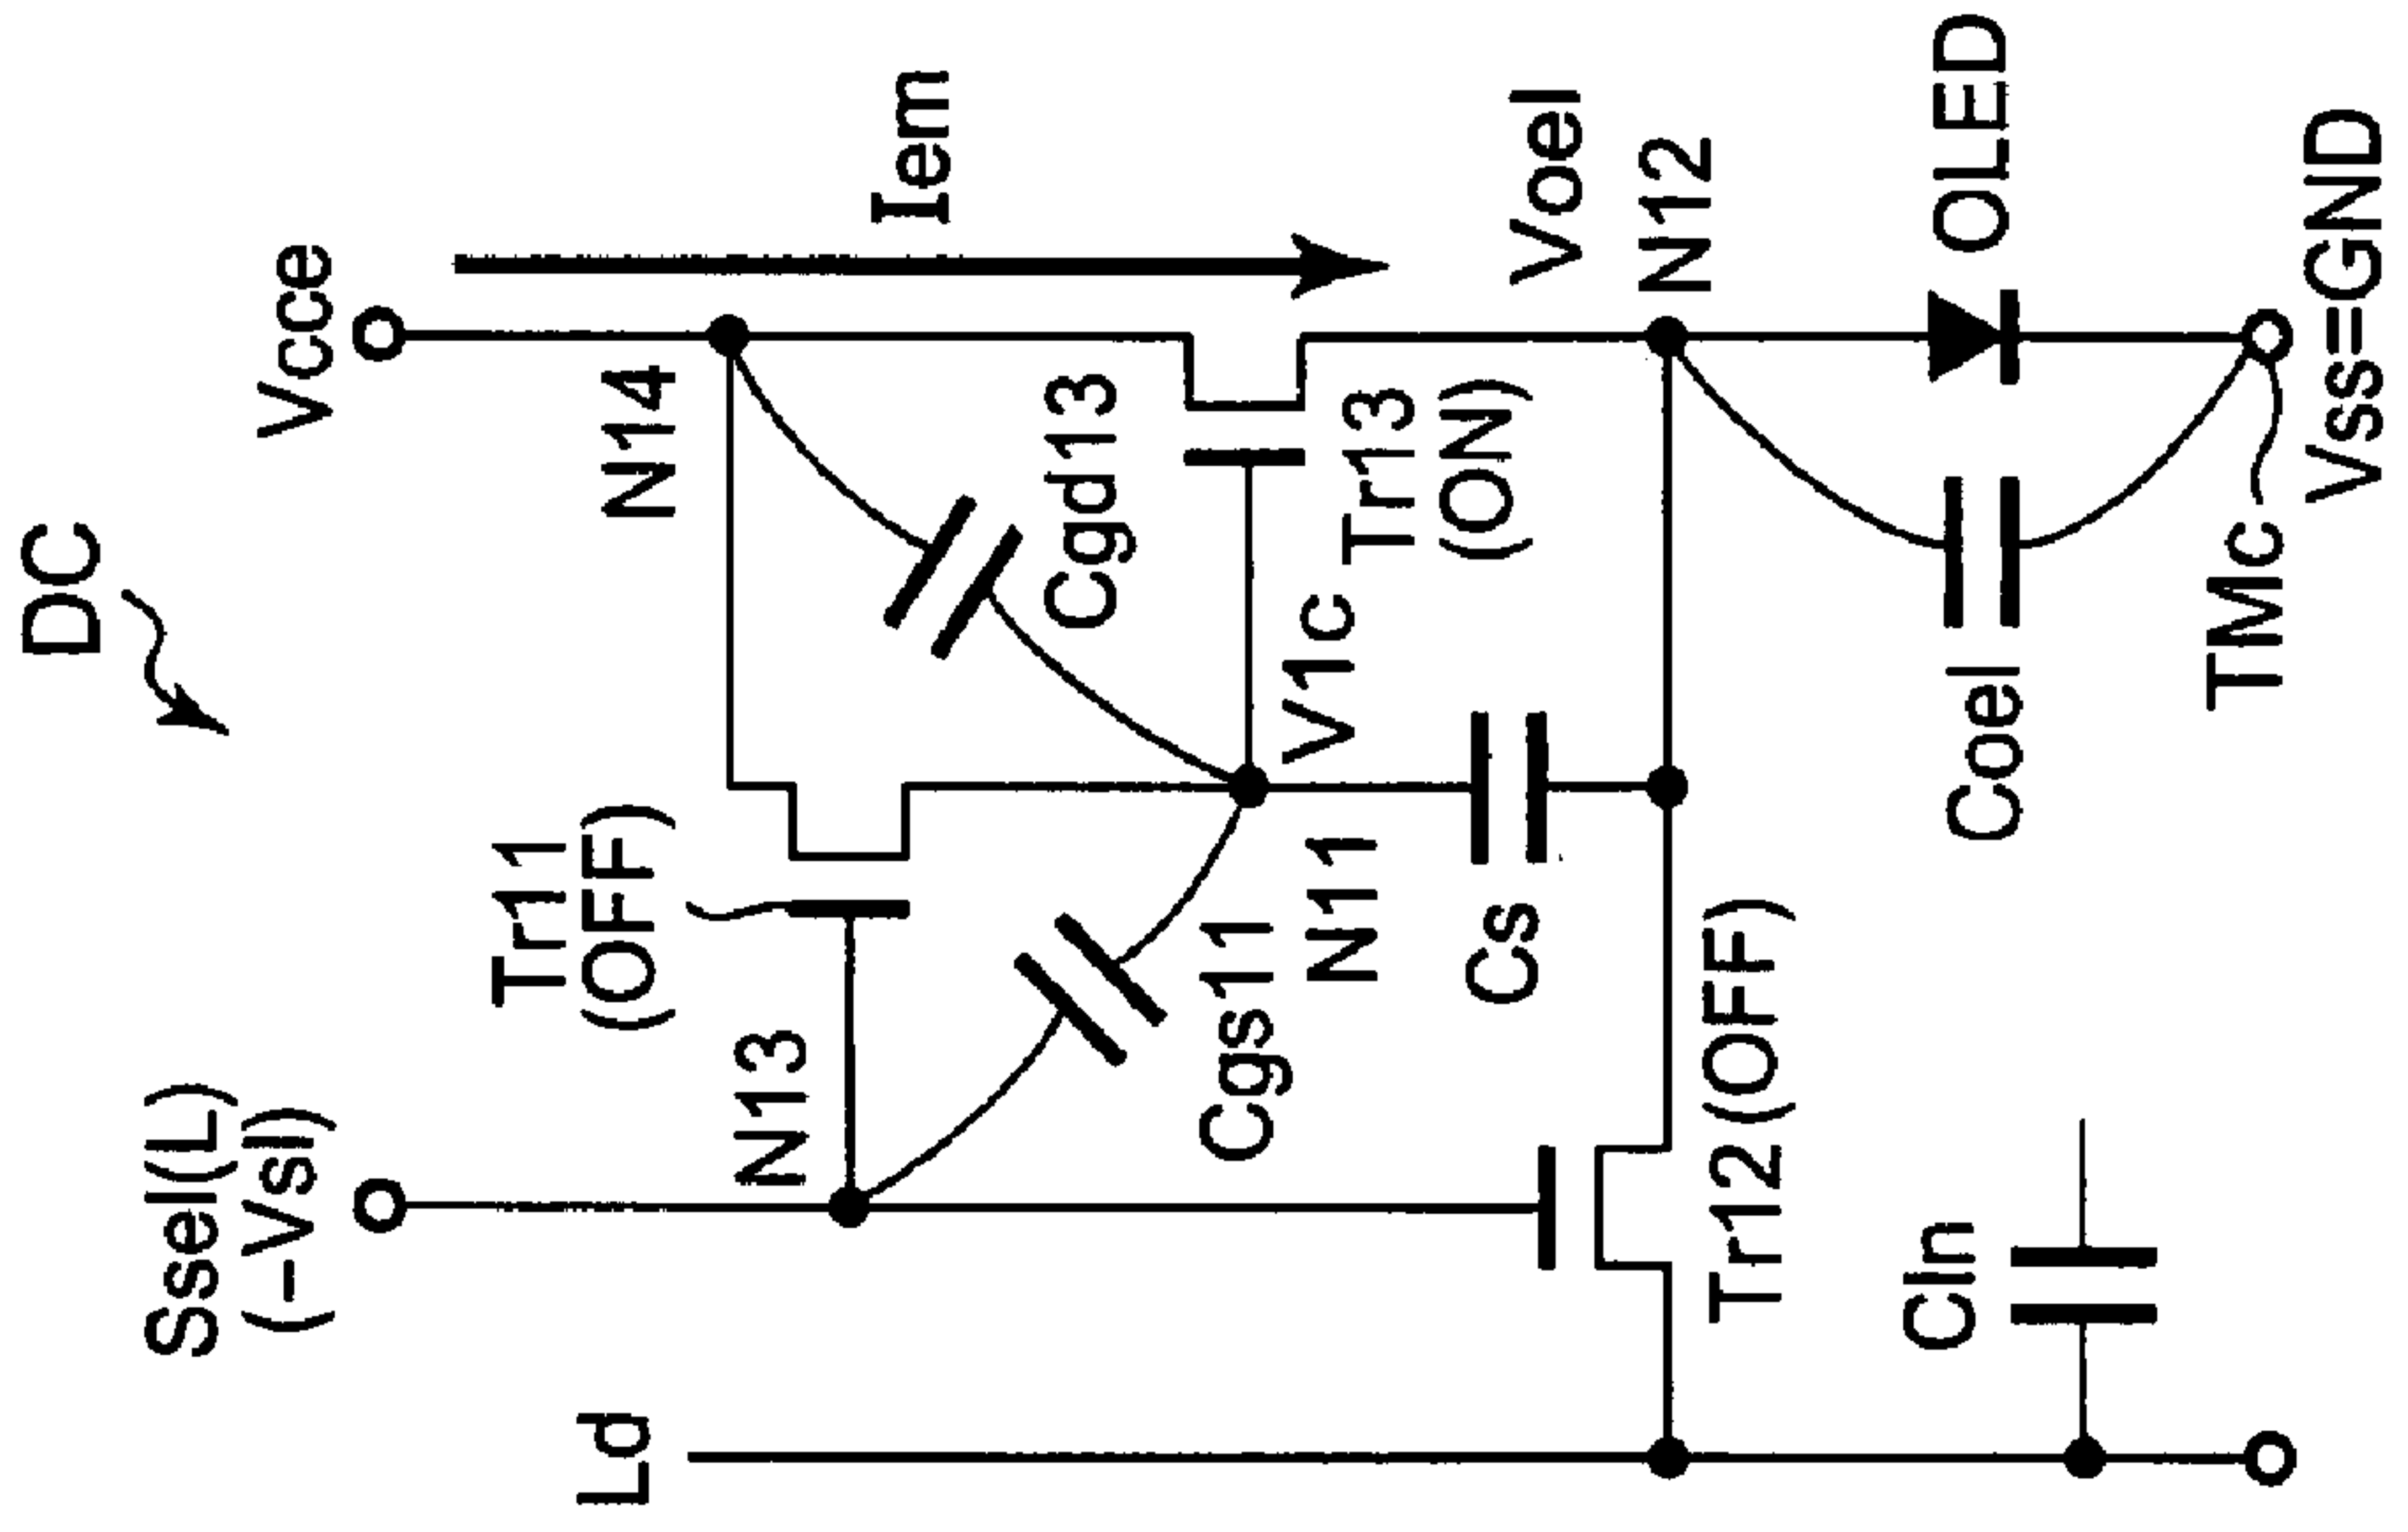 DC
Vcce
Iem
Ssel(L)
(−Vsl)
Tr11
(OFF)
N14
Ld
N13
Cgd13
Tr13
(ON)
Voel
N12
V1c
Cgs11
N11
Cs
Tr12(OFF)
OLED
Coel
Cln
TMc
Vss=GND